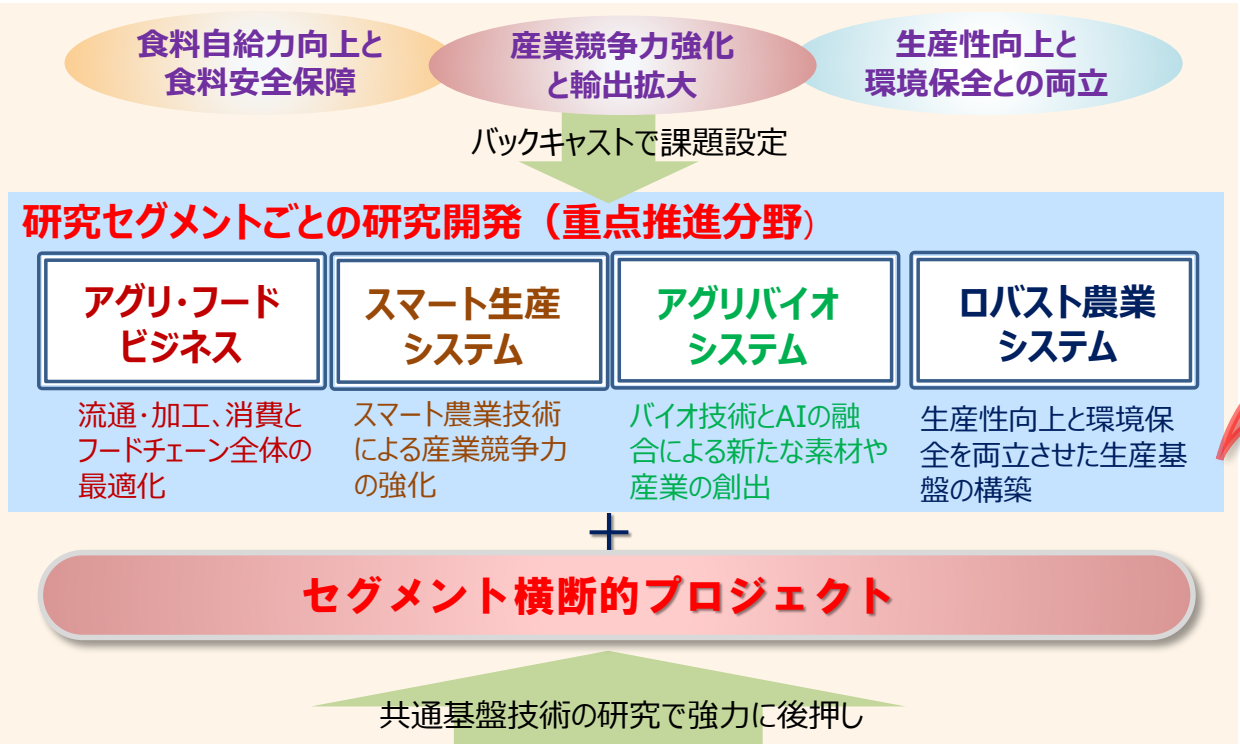 食料自給力向上と
食料安全保障
産業競争力強化
と輸出拡大
生産性向上と
環境保全との両立
バックキャストで課題設定
研究セグメントごとの研究開発（重点推進分野）
アグリ・フード
ビジネス
スマート生産
システム
アグリバイオ
システム
ロバスト農業
システム
流通・加工、消費と
フードチェーン全体の
最適化
スマート農業技術
による産業競争力
の強化
バイオ技術とAIの融
合による新たな素材や
産業の創出
生産性向上と環境保
全を両立させた生産基
盤の構築
＋
セグメント横断的プロジェクト
共通基盤技術の研究で強力に後押し